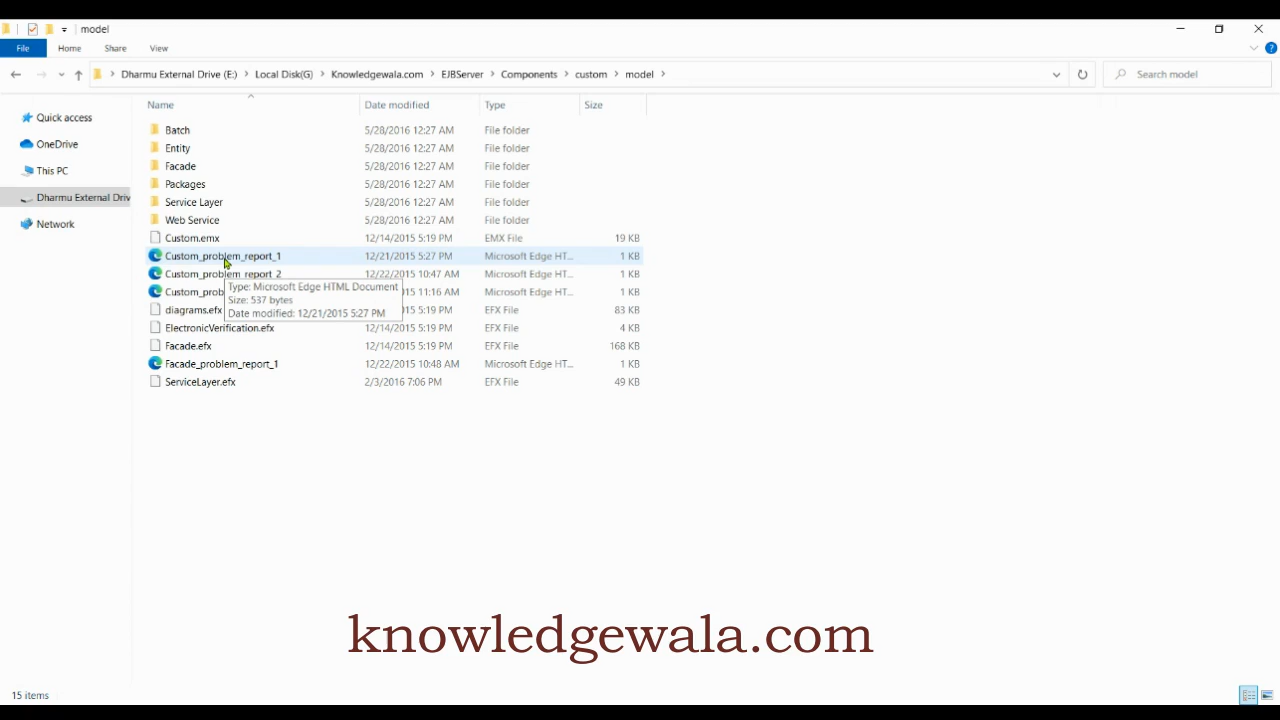 model
File Home Share View
Dharmu External Drive (E:) Local Disk(G) Knowledgewala.com EJBServer Components custom model
Search model
Quick access
OneDrive
This PC
Dharmu External Driv
Network
Name Date modified Type Size
Batch 5/28/2016 12:27 AM File folder
Entity 5/28/2016 12:27 AM File folder
Facade 5/28/2016 12:27 AM File folder
Packages 5/28/2016 12:27 AM File folder
Service Layer 5/28/2016 12:27 AM File folder
Web Service 5/28/2016 12:27 AM File folder
Custom.emx 12/14/2015 5:19 PM EMX File 19 KB
Custom_problem_report_1 12/21/2015 5:27 PM Microsoft Edge HT... 1 KB
Custom_problem_report_2 12/22/2015 10:47 AM Microsoft Edge HT... 1 KB
Custom_prob 2015 11:16 AM Microsoft Edge HT... 1 KB
diagrams.efx 2015 5:19 PM EFX File 83 KB
ElectronicVerification.efx 12/14/2015 5:19 PM EFX File 4 KB
Facade.efx 12/14/2015 5:19 PM EFX File 168 KB
Facade_problem_report_1 12/22/2015 10:48 AM Microsoft Edge HT... 1 KB
ServiceLayer.efx 2/3/2016 7:06 PM EFX File 49 KB
Type: Microsoft Edge HTML Document
Size: 537 bytes
Date modified: 12/21/2015 5:27 PM
knowledgewala.com
15 items